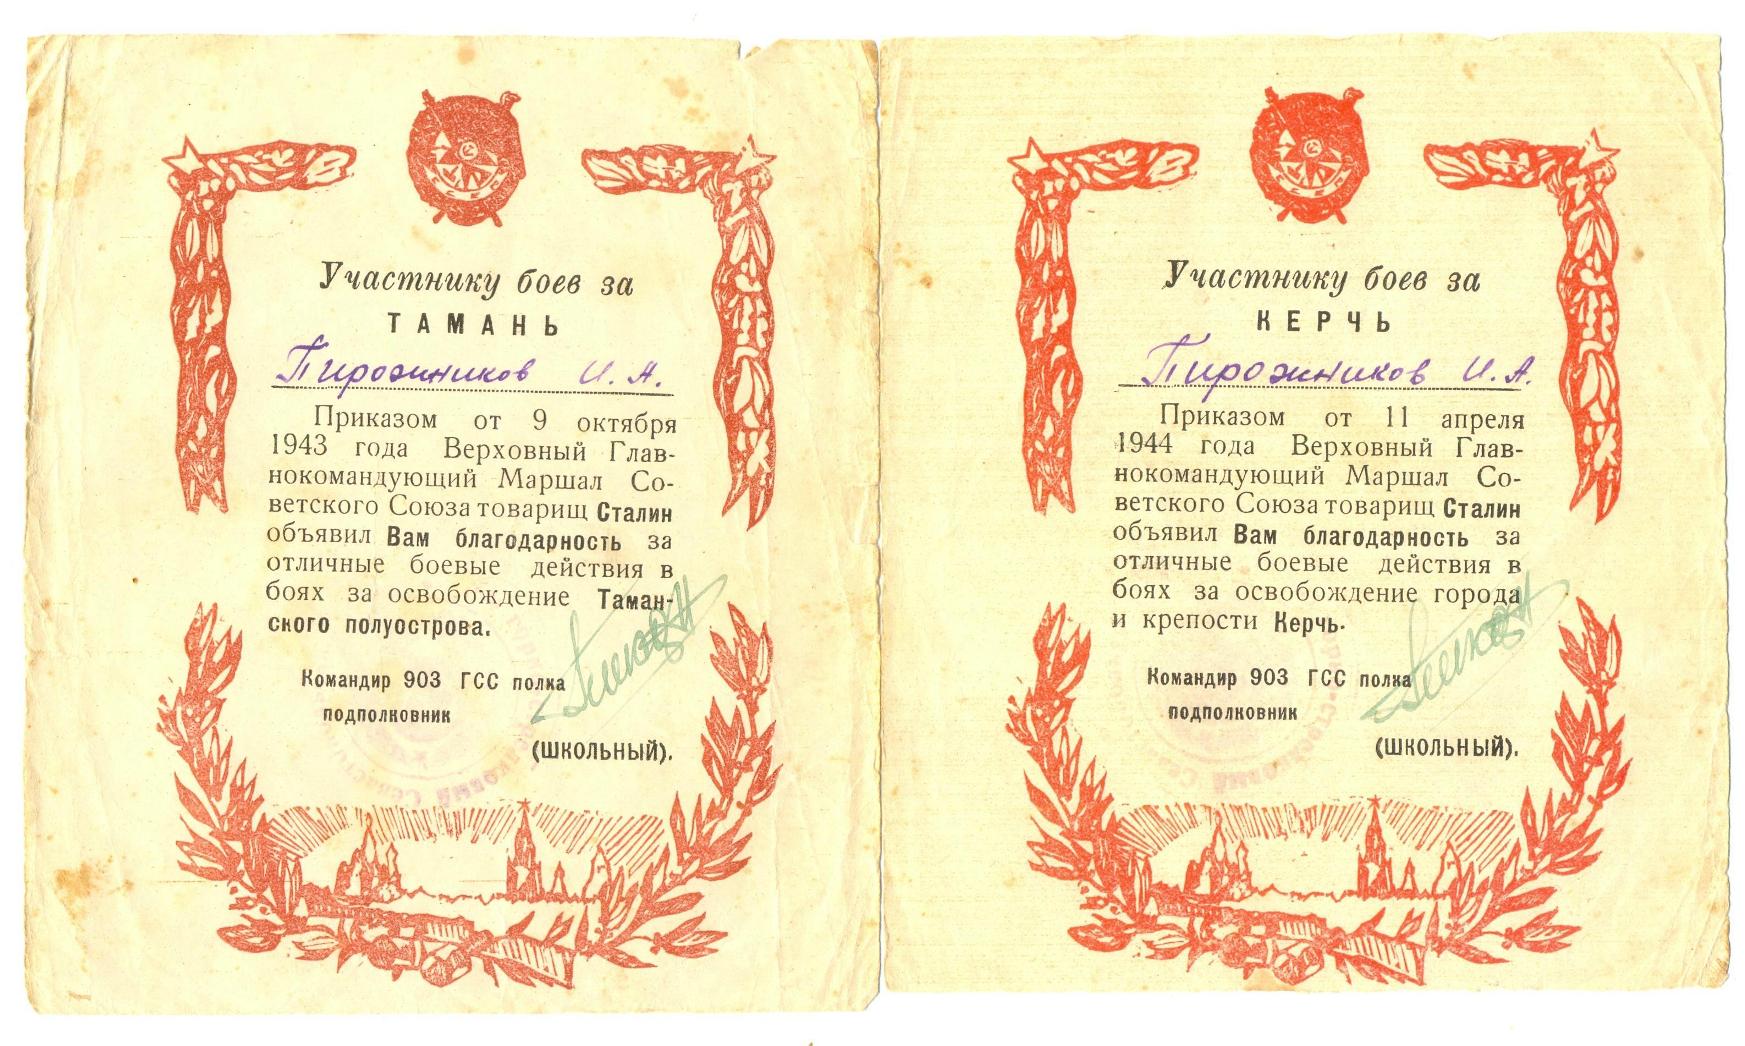 Участнику боев за
ТАМАНЬ
Пирожников И. А.
Приказом от 9 октября
1943 года Верховный Глав-
нокомандующий Маршал Со-
ветского Союза товарищ Сталин
объявил Вам благодарность за
отличные боевые действия в
боях за освобождение Таман-
ского полуострова.
Командир 903 ГСС полка
подполковник
(ШКОЛЬНЫЙ).
Участнику боев за
КЕРЧЬ
Пирожников И. А.
Приказом от 11 апреля
1944 года Верховный Глав-
нокомандующий Маршал Со-
ветского Союза товарищ Сталин
объявил Вам благодарность за
отличные боевые действия в
боях за освобождение города
и крепости Керчь.
Командир 903 ГСС полка
подполковник
(ШКОЛЬНЫЙ).